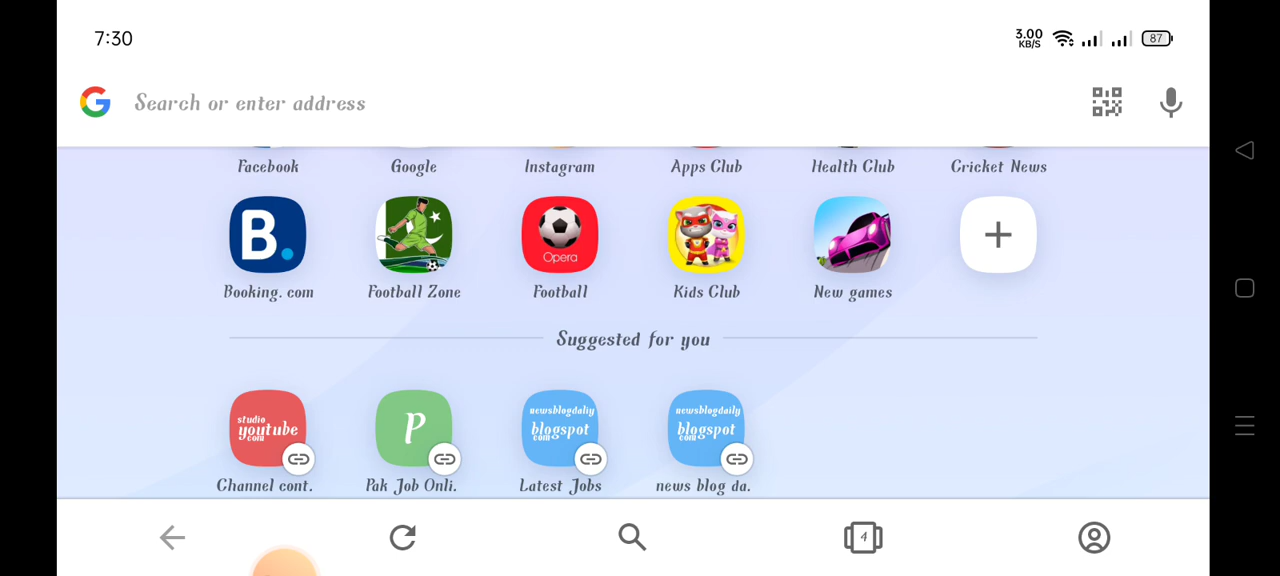 7:30
3.00
KB/S
87
Search or enter address
Facebook
Google
Instagram
Apps Club
Health Club
Cricket News
B.
Opera
Booking. com
Football Zone
Football
Kids Club
New games
Suggested for you
studio
youtube
com
P
newsblogdaliy
blogspot
com
newsblogdaily
blogspot
com
Channel cont.
Pak Job Onli.
Latest Jobs
news blog da.
4